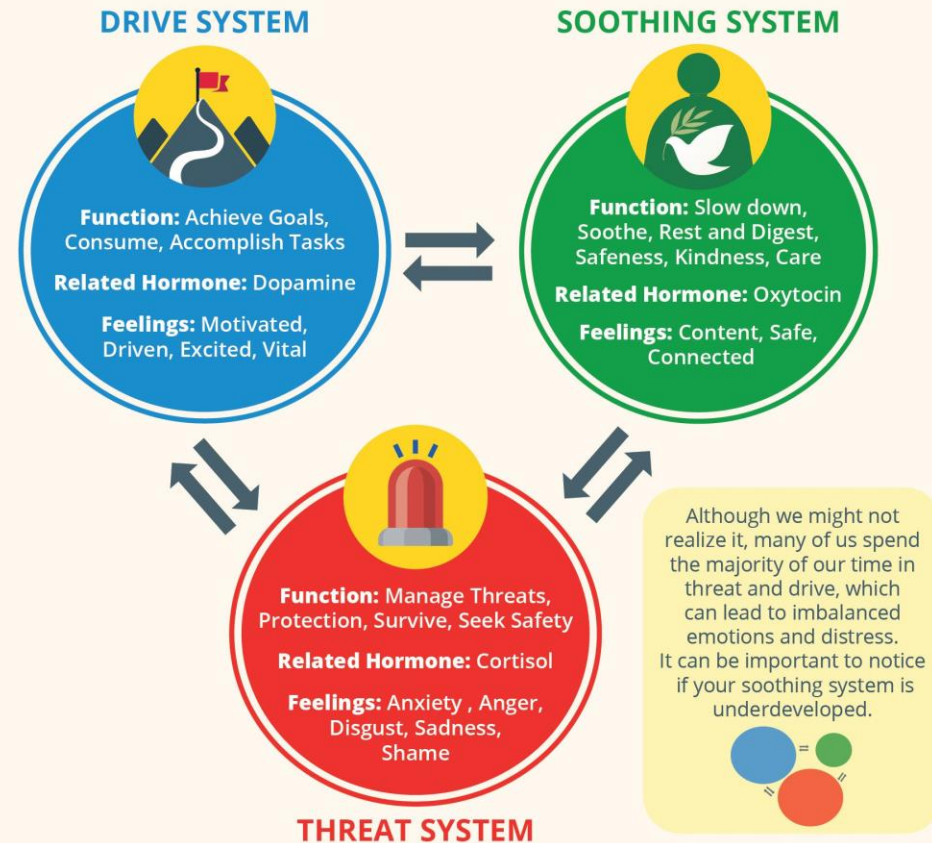 DRIVE SYSTEM
Function: Achieve Goals,
Consume, Accomplish Tasks
Related Hormone: Dopamine
Feelings: Motivated,
Driven, Excited, Vital
SOOTHING SYSTEM
Function: Slow down,
Soothe, Rest and Digest,
Safeness, Kindness, Care
Related Hormone: Oxytocin
Feelings: Content, Safe,
Connected
Function: Manage Threats,
Protection, Survive, Seek Safety
Related Hormone: Cortisol
Feelings: Anxiety , Anger,
Disgust, Sadness,
Shame
THREAT SYSTEM
Although we might not
realize it, many of us spend
the majority of our time in
threat and drive, which
can lead to imbalanced
emotions and distress.
It can be important to notice
if your soothing system is
underdeveloped.